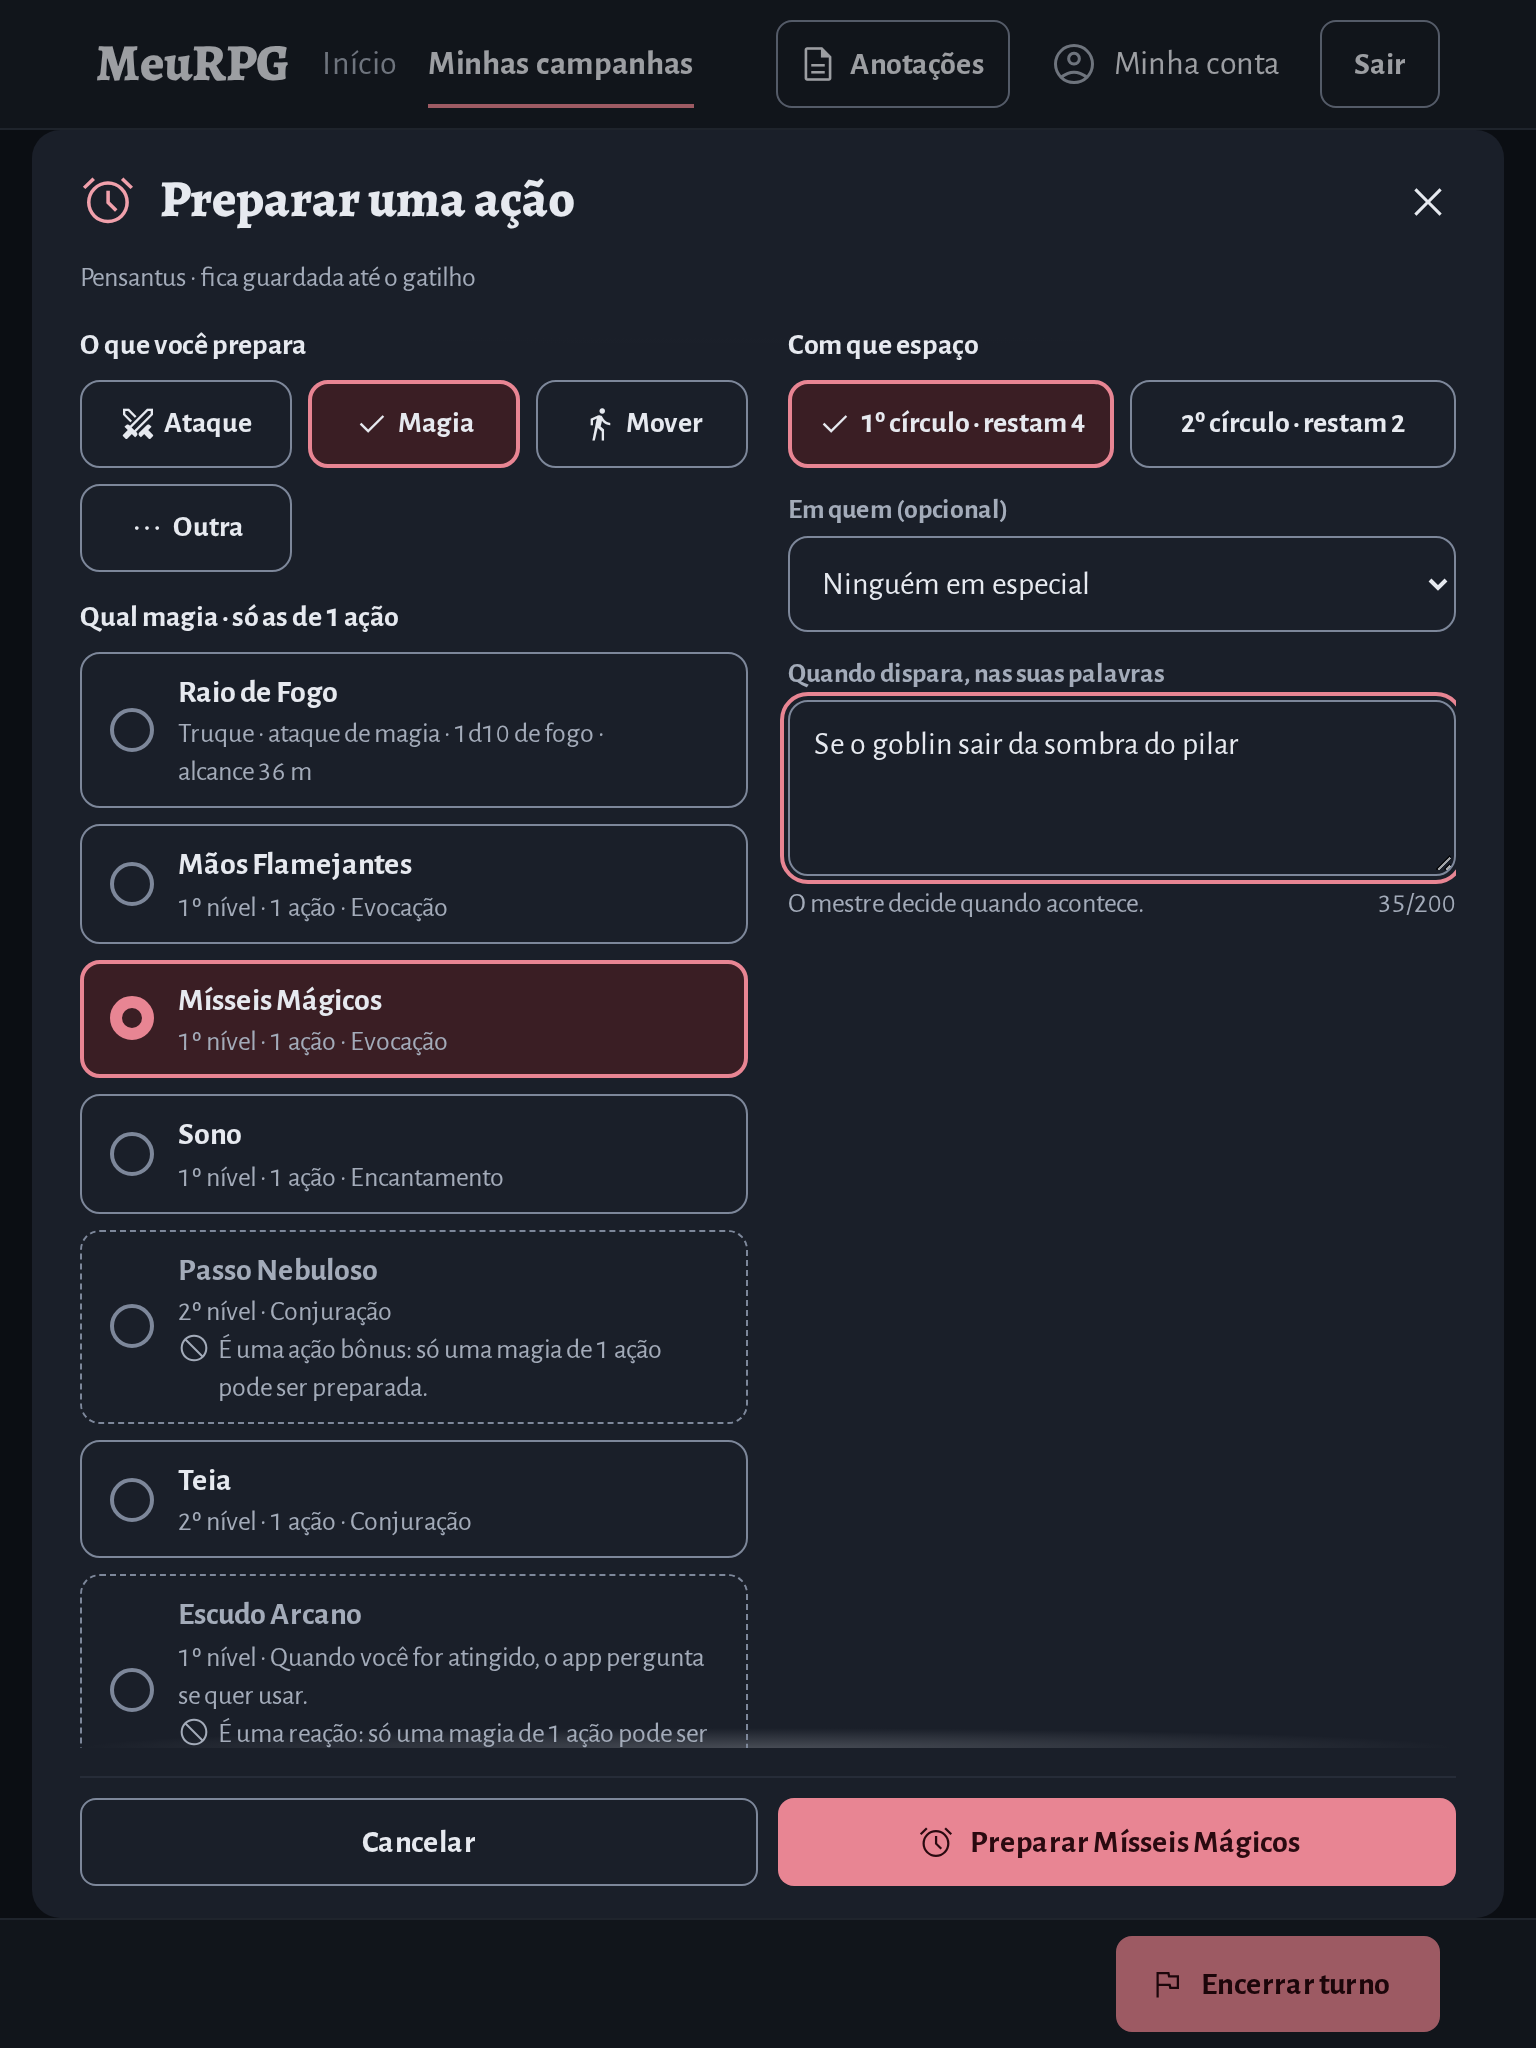 MeuRPG
Início
Minhas campanhas
Anotações
Minha conta
Sair
Preparar uma ação
Pensantus · fica guardada até o gatilho
O que você prepara
Ataque
Magia
Mover
··· Outra
Qual magia · só as de 1 ação
Raio de Fogo
Truque · ataque de magia · 1d10 de fogo ·
alcance 36 m
Mãos Flamejantes
1º nível · 1 ação · Evocação
Mísseis Mágicos
1º nível · 1 ação · Evocação
Sono
1º nível · 1 ação · Encantamento
Passo Nebuloso
2º nível · Conjuração
É uma ação bônus: só uma magia de 1 ação
pode ser preparada.
Teia
2º nível · 1 ação · Conjuração
Escudo Arcano
1º nível · Quando você for atingido, o app pergunta
se quer usar.
É uma reação: só uma magia de 1 ação pode ser
Com que espaço
1º círculo · restam 4
2º círculo · restam 2
Em quem (opcional)
Ninguém em especial
Quando dispara, nas suas palavras
Se o goblin sair da sombra do pilar
O mestre decide quando acontece.
35/200
Cancelar
Preparar Mísseis Mágicos
Encerrar turno